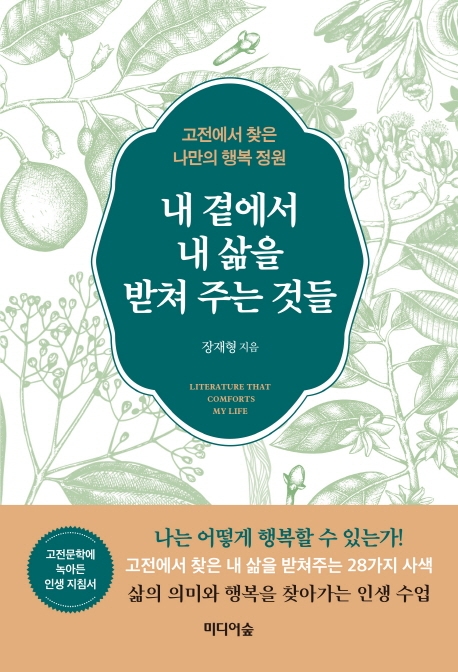 고전에서 찾은
나만의 행복 정원
내 곁에서
내 삶을
받쳐 주는 것들
장재형 지음
LITERATURE THAT
COMFORTS
MY LIFE
고전문학에
녹아든
인생 지침서
나는 어떻게 행복할 수 있는가!
고전에서 찾은 내 삶을 받쳐주는 28가지 사색
삶의 의미와 행복을 찾아가는 인생 수업
미디어숲